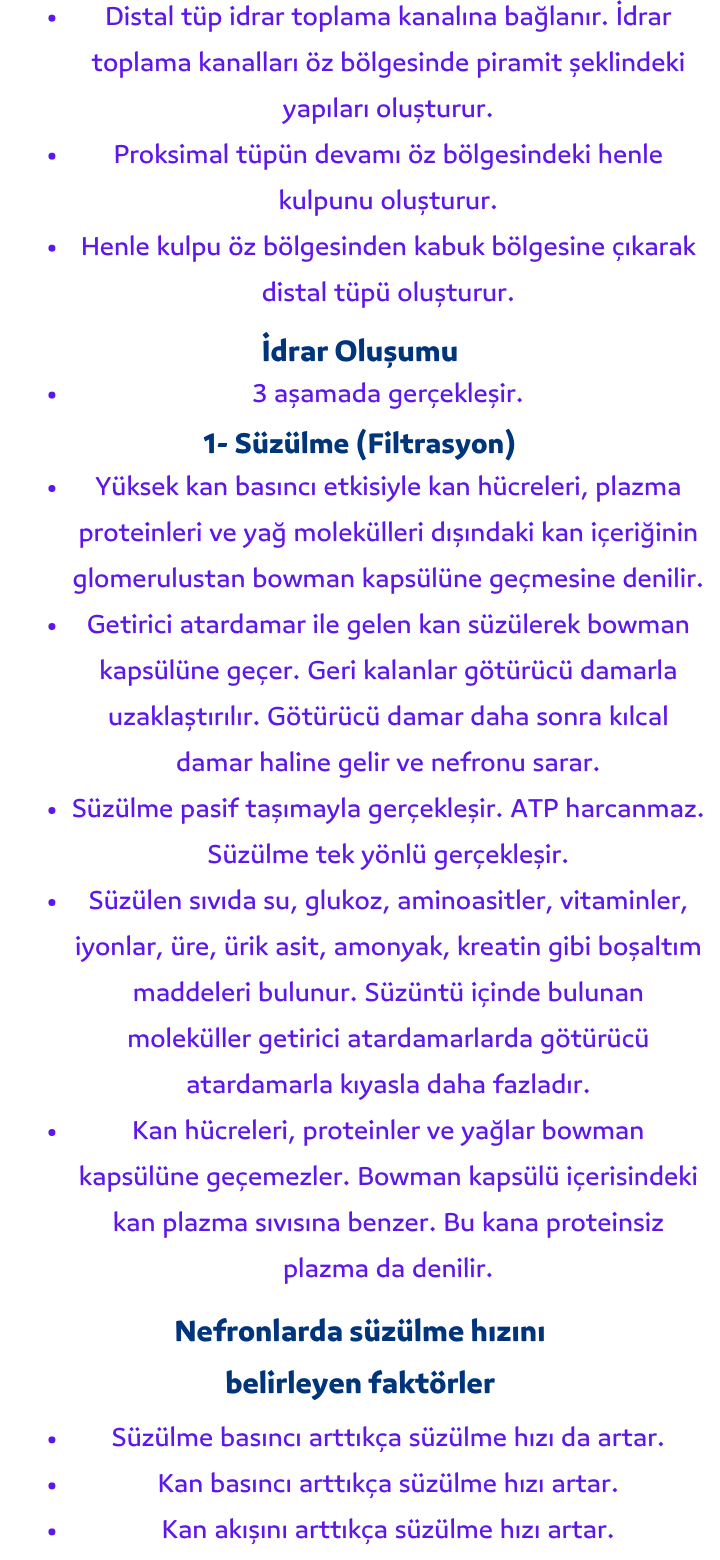 • Distal tüp idrar toplama kanalına bağlanır. İdrar
toplama kanalları öz bölgesinde piramit şeklindeki
yapıları oluşturur.
• Proksimal tüpün devamı öz bölgesindeki henle
kulpunu oluşturur.
• Henle kulpu öz bölgesinden kabuk bölgesine çıkarak
distal tüpü oluşturur.
İdrar Oluşumu
• 3 aşamada gerçekleşir.
1- Süzülme (Filtrasyon)
• Yüksek kan basıncı etkisiyle kan hücreleri, plazma
proteinleri ve yağ molekülleri dışındaki kan içeriğinin
glomerulustan bowman kapsülüne geçmesine denilir.
• Getirici atardamar ile gelen kan süzülerek bowman
kapsülüne geçer. Geri kalanlar götürücü damarla
uzaklaştırılır. Götürücü damar daha sonra kılcal
damar haline gelir ve nefronu sarar.
• Süzülme pasif taşımayla gerçekleşir. ATP harcanmaz.
Süzülme tek yönlü gerçekleşir.
• Süzülen sıvıda su, glukoz, aminoasitler, vitaminler,
iyonlar, üre, ürik asit, amonyak, kreatin gibi boşaltım
maddeleri bulunur. Süzüntü içinde bulunan
moleküller getirici atardamarlarda götürücü
atardamarla kıyasla daha fazladır.
• Kan hücreleri, proteinler ve yağlar bowman
kapsülüne geçemezler. Bowman kapsülü içerisindeki
kan plazma sıvısına benzer. Bu kana proteinsiz
plazma da denilir.
Nefronlarda süzülme hızını
belirleyen faktörler
• Süzülme basıncı arttıkça süzülme hızı da artar.
• Kan basıncı arttıkça süzülme hızı artar.
• Kan akışını arttıkça süzülme hızı artar.